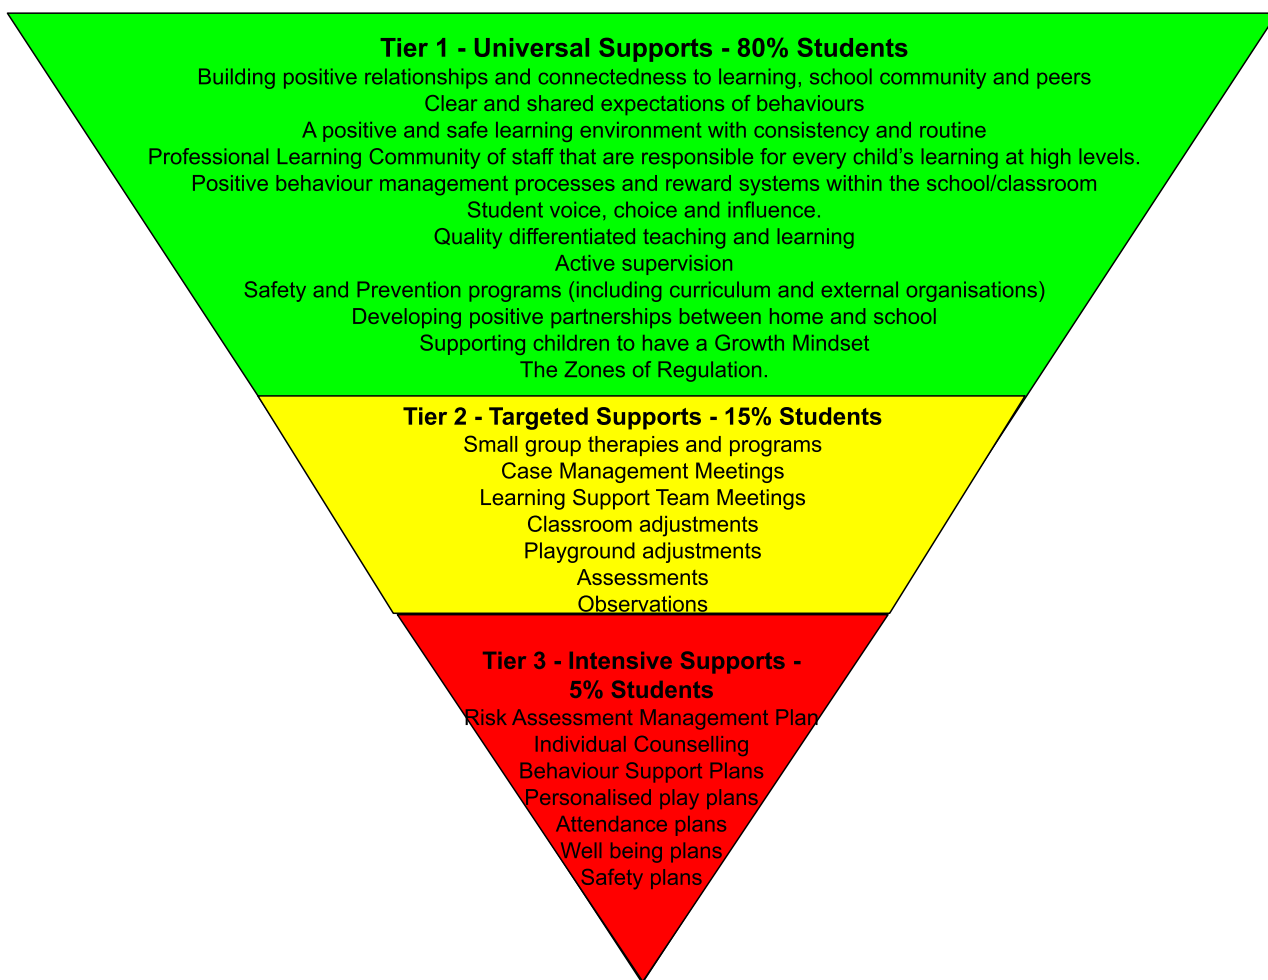 Tier 1 - Universal Supports - 80% Students
Building positive relationships and connectedness to learning, school community and peers
Clear and shared expectations of behaviours
A positive and safe learning environment with consistency and routine
Professional Learning Community of staff that are responsible for every child's learning at high levels.
Positive behaviour management processes and reward systems within the school/classroom
Student voice, choice and influence.
Quality differentiated teaching and learning
Active supervision
Safety and Prevention programs (including curriculum and external organisations)
Developing positive partnerships between home and school
Supporting children to have a Growth Mindset
The Zones of Regulation.
Tier 2 - Targeted Supports - 15% Students
Small group therapies and programs
Case Management Meetings
Learning Support Team Meetings
Classroom adjustments
Playground adjustments
Assessments
Observations
Tier 3 - Intensive Supports -
5% Students
Risk Assessment Management Plan
Individual Counselling
Behaviour Support Plans
Personalised play plans
Attendance plans
Well being plans
Safety plans